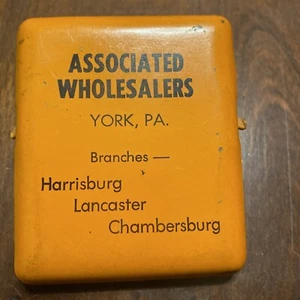 ASSOCIATED
WHOLESALERS
YORK, PA.
Branches —
Harrisburg
Lancaster
Chambersburg